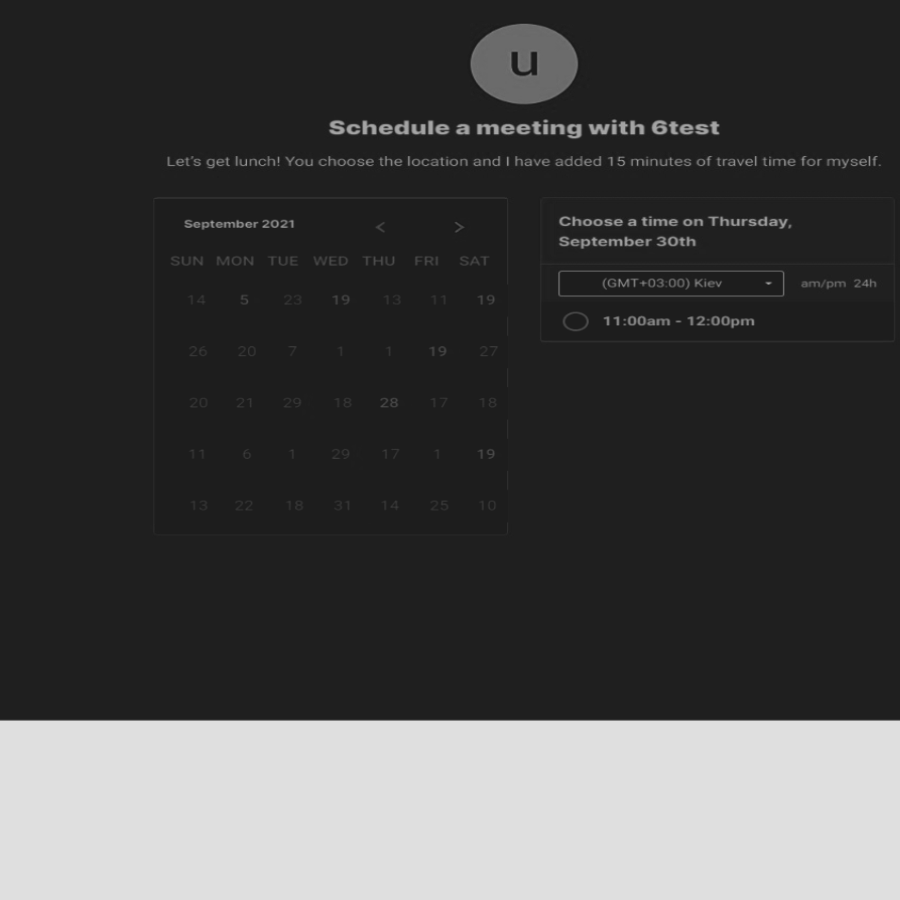 u
Schedule a meeting with 6test
Let's get lunch! You choose the location and I have added 15 minutes of travel time for myself.
September 2021 < >
SUN MON TUE WED THU FRI SAT
14 5 23 19 13 11 19
26 20 7 1 1 19 27
20 21 29 18 28 17 18
11 6 1 29 17 1 19
13 22 18 31 14 25 10
Choose a time on Thursday,
September 30th
(GMT+03:00) Kiev am/pm 24h
11:00am - 12:00pm